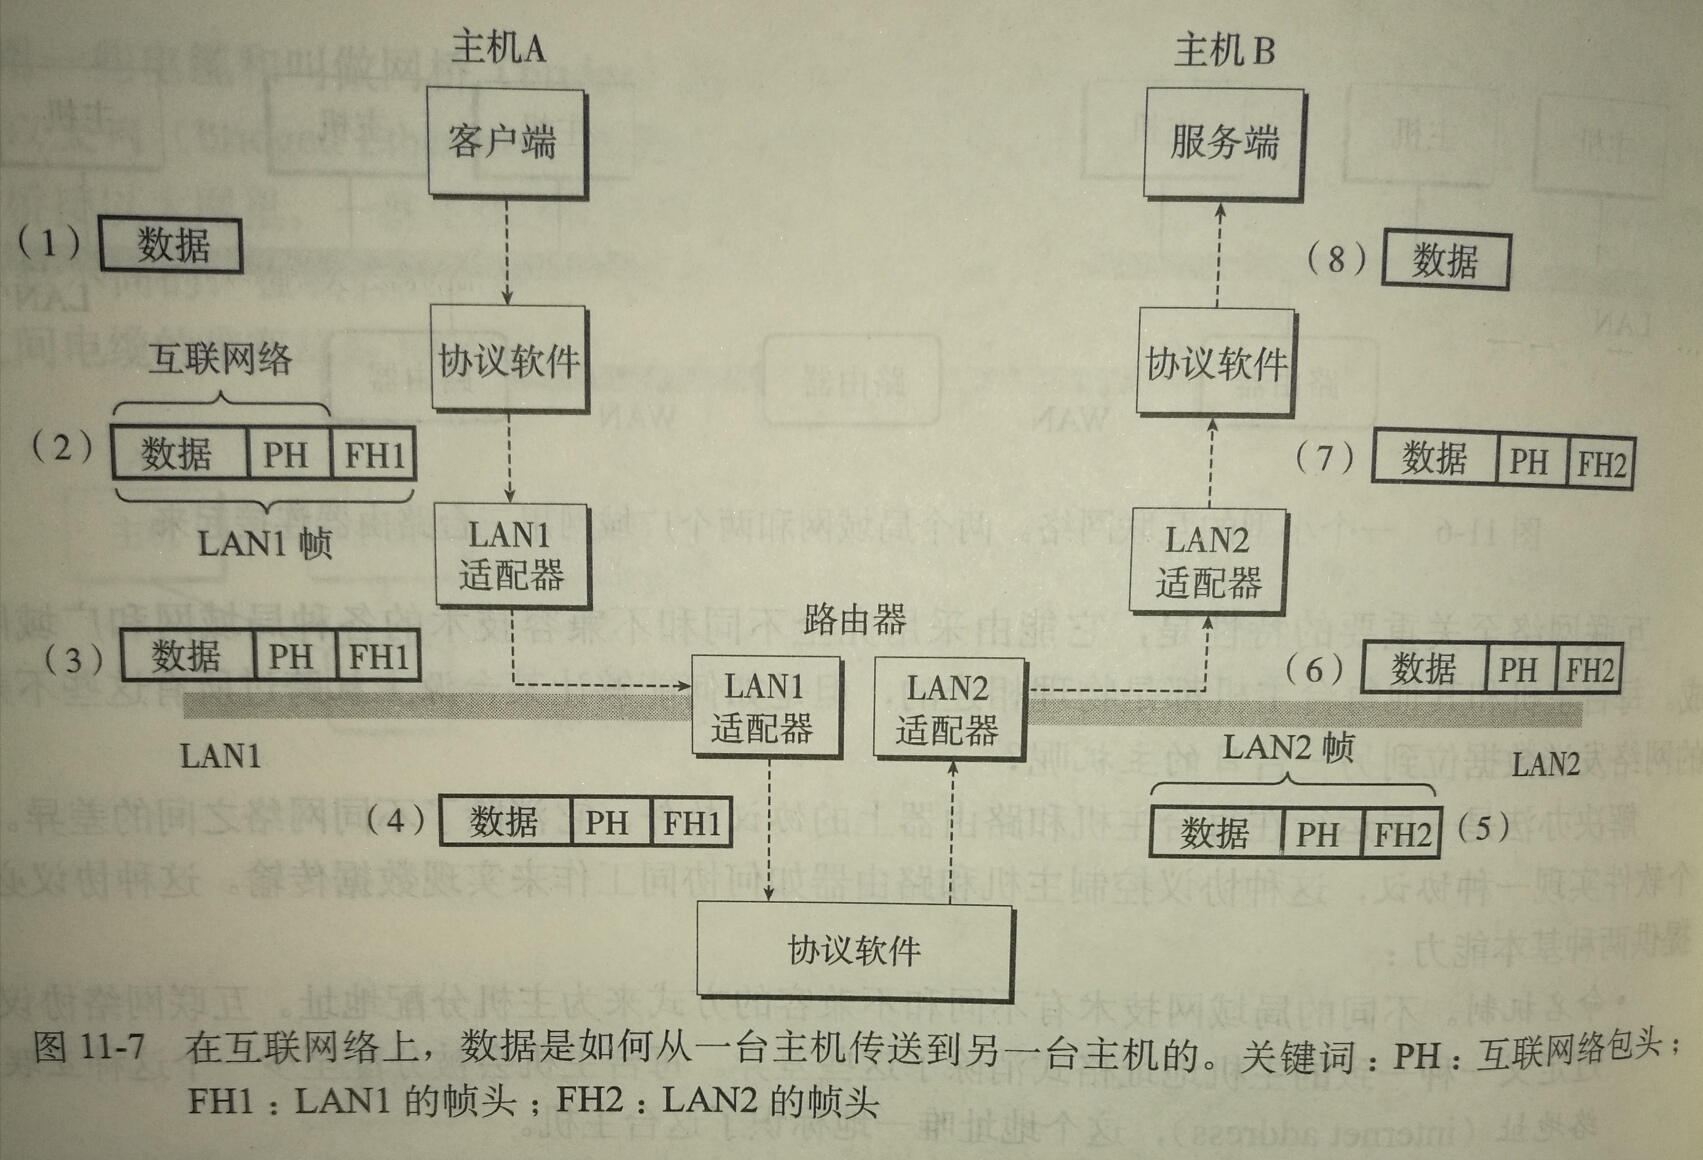 主机A
主机 B
客户端
服务端
（1） 数据
（8） 数据
协议软件
协议软件
互联网络
（2） 数据 PH FH1
（7） 数据 PH FH2
LAN1 帧
LAN1
适配器
LAN2
适配器
路由器
（3） 数据 PH FH1
（6） 数据 PH FH2
LAN1
适配器
LAN2
适配器
LAN1
LAN2 帧
LAN2
（4） 数据 PH FH1
数据 PH FH2 （5）
协议软件
图 11-7 在互联网络上，数据是如何从一台主机传送到另一台主机的。关键词：PH：互联网络包头；
FH1：LAN1 的帧头；FH2：LAN2 的帧头